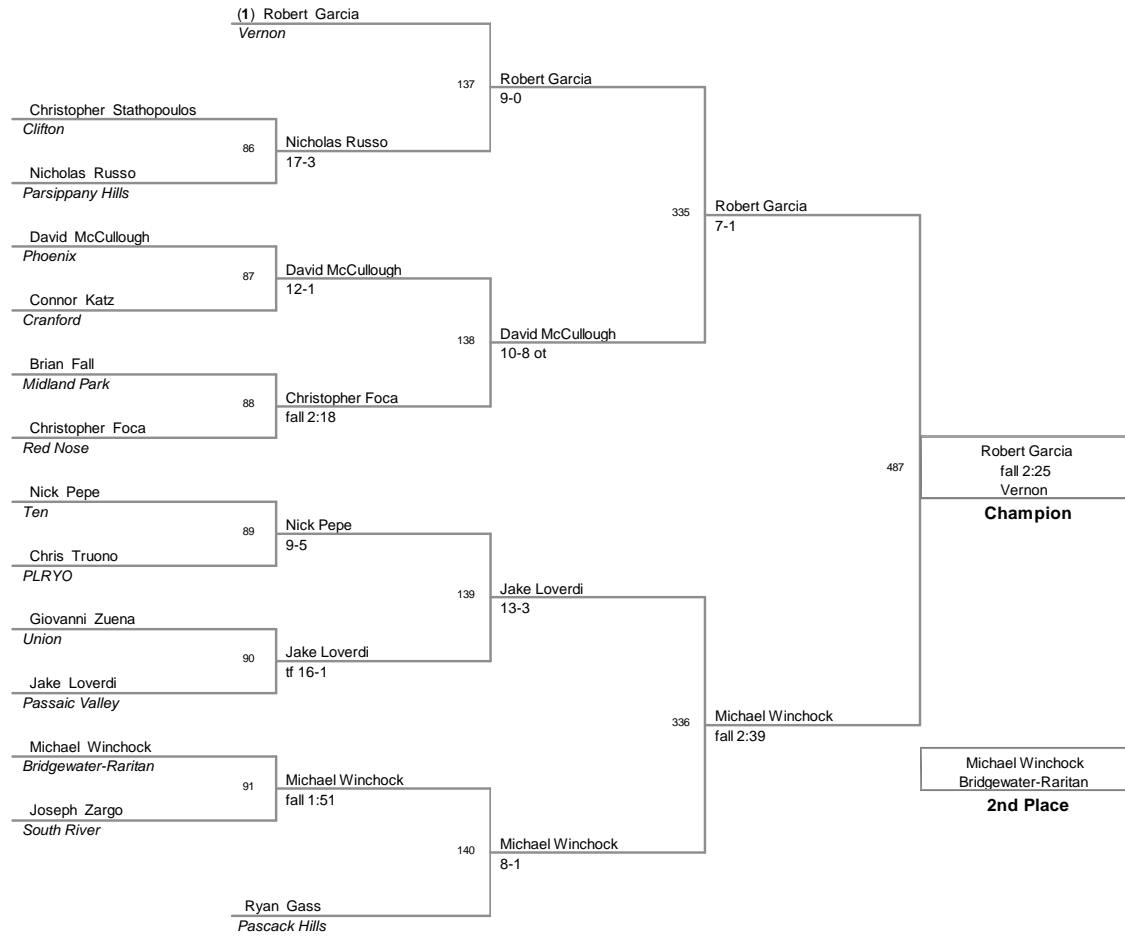 (1) Robert Garcia
Vernon
137
Robert Garcia
9-0
Christopher Stathopoulos
Clifton
86
Nicholas Russo
17-3
Nicholas Russo
Parsippany Hills
335
Robert Garcia
7-1
David McCullough
Phoenix
87
David McCullough
12-1
Connor Katz
Cranford
138
David McCullough
10-8 ot
Brian Fall
Midland Park
88
Christopher Foca
fall 2:18
Christopher Foca
Red Nose
487
Robert Garcia
fall 2:25
Vernon
Champion
Nick Pepe
Ten
89
Nick Pepe
9-5
Chris Truono
PLRYO
139
Jake Loverdi
13-3
Giovanni Zuena
Union
90
Jake Loverdi
tf 16-1
Jake Loverdi
Passaic Valley
336
Michael Winchock
fall 2:39
Michael Winchock
Bridgewater-Raritan
91
Michael Winchock
fall 1:51
Joseph Zargo
South River
Michael Winchock
Bridgewater-Raritan
2nd Place
140
Michael Winchock
8-1
Ryan Gass
Pascack Hills